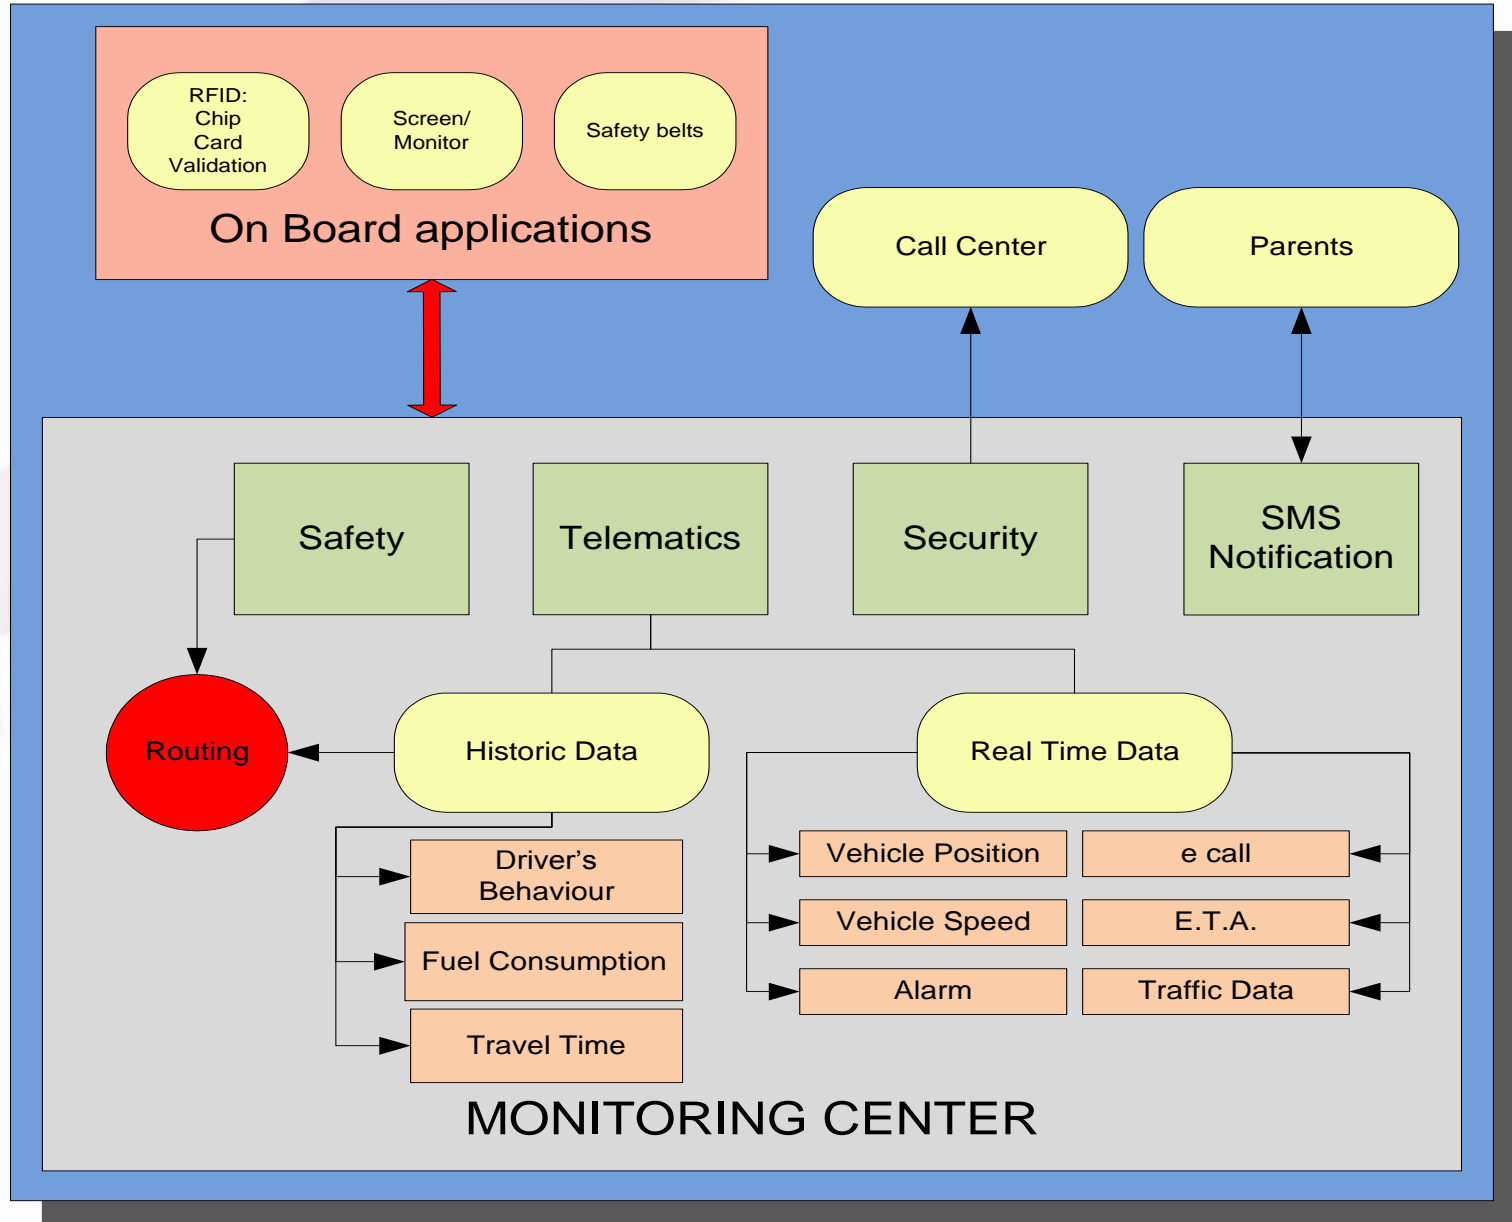 RFID:
Chip
Card
Validation
Screen/
Monitor
Safety belts
On Board applications
Call Center
Parents
Safety
Telematics
Security
SMS
Notification
Routing
Historic Data
Real Time Data
Driver’s
Behaviour
Fuel Consumption
Travel Time
Vehicle Position
e call
Vehicle Speed
E.T.A.
Alarm
Traffic Data
MONITORING CENTER